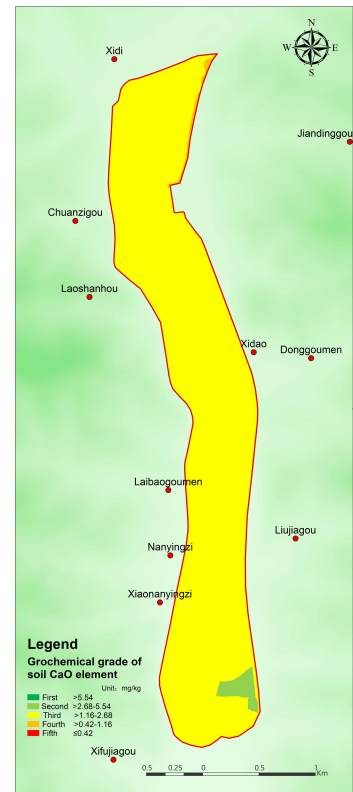 N
W E
S
Xidi
Jiandinggou
Chuanzigou
Laoshanhou
Xidao
Donggoumen
Laibaogoumen
Liujiagou
Nanyingzi
Xiaonanyingzi
Legend
Grochemical grade of
soil CaO element
Unit: mg/kg
First >5.54
Second >2.68-5.54
Third >1.16-2.68
Fourth >0.42-1.16
Fifth ≤0.42
Xifujiagou
0.5 0.25 0 0.5 1
Km